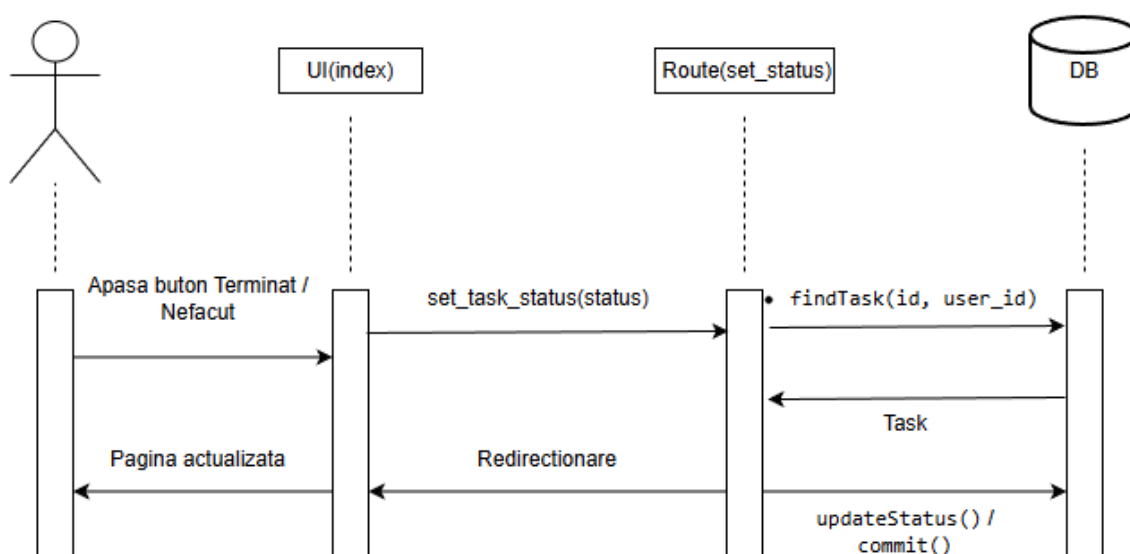 UI(index)
Route(set_status)
DB
Apasa buton Terminat /
Nefacut
set_task_status(status)
• findTask(id, user_id)
Task
Pagina actualizata
Redirectionare
updateStatus() /
commit()